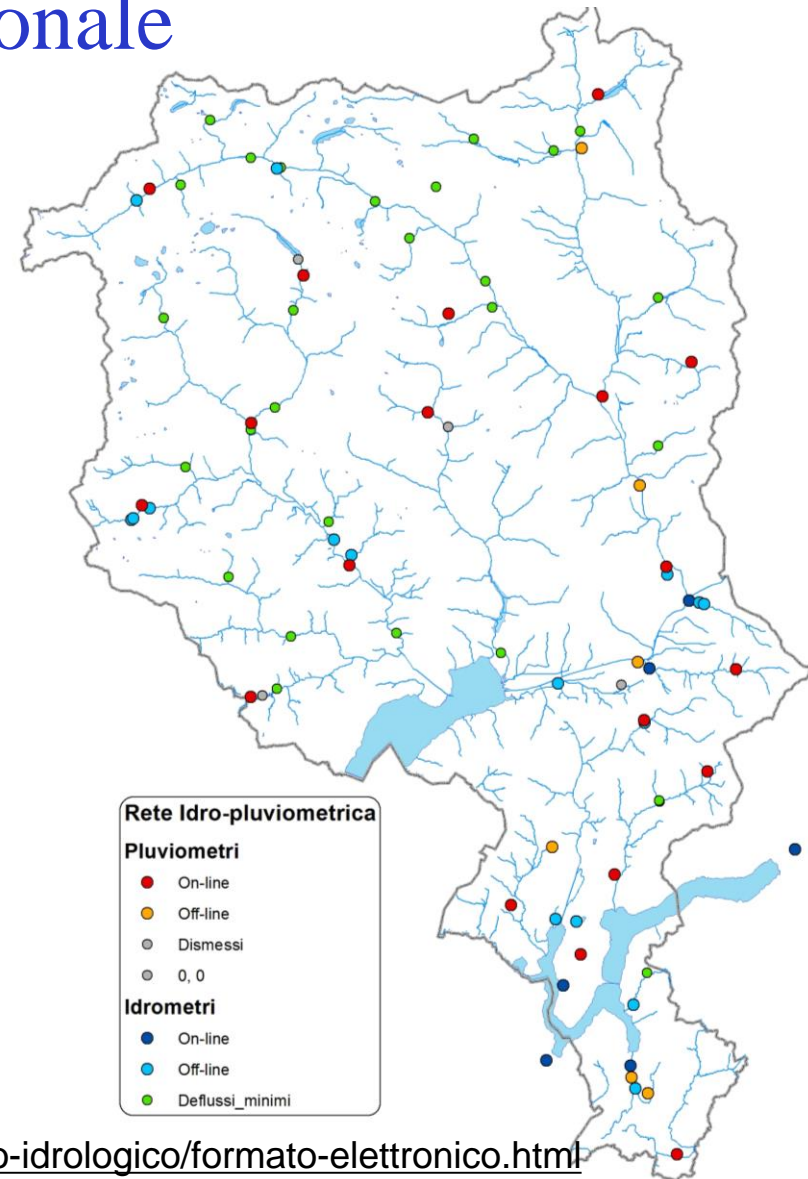 onale
Rete Idro-pluviometrica
Pluviometri
On-line
Off-line
Dismessi
0, 0
Idrometri
On-line
Off-line
Deflussi_minimi
o-idrologico/formato-elettronico.html